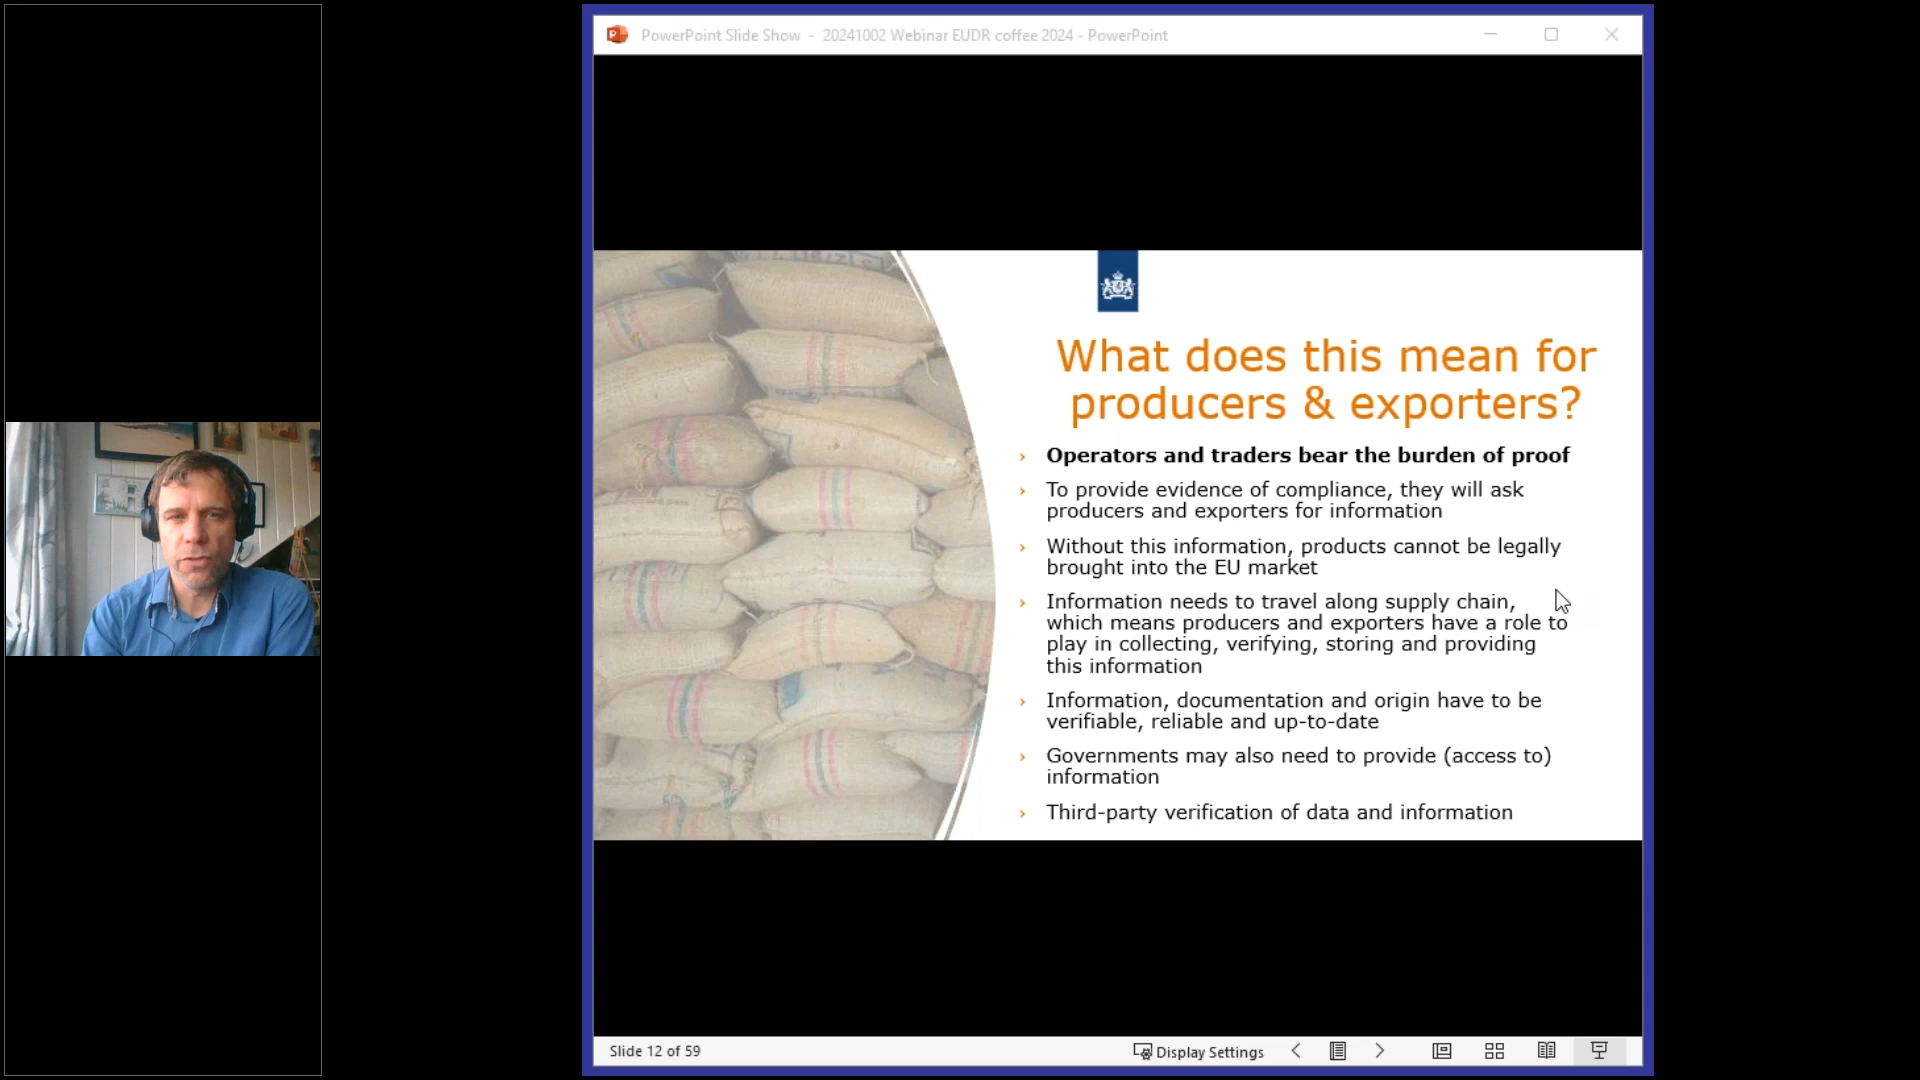 PowerPoint Slide Show - 20241002 Webinar EUDR coffee 2024 - PowerPoint
What does this mean for
producers & exporters?
› Operators and traders bear the burden of proof
› To provide evidence of compliance, they will ask
producers and exporters for information
› Without this information, products cannot be legally
brought into the EU market
› Information needs to travel along supply chain,
which means producers and exporters have a role to
play in collecting, verifying, storing and providing
this information
› Information, documentation and origin have to be
verifiable, reliable and up-to-date
› Governments may also need to provide (access to)
information
› Third-party verification of data and information
Slide 12 of 59
Display Settings